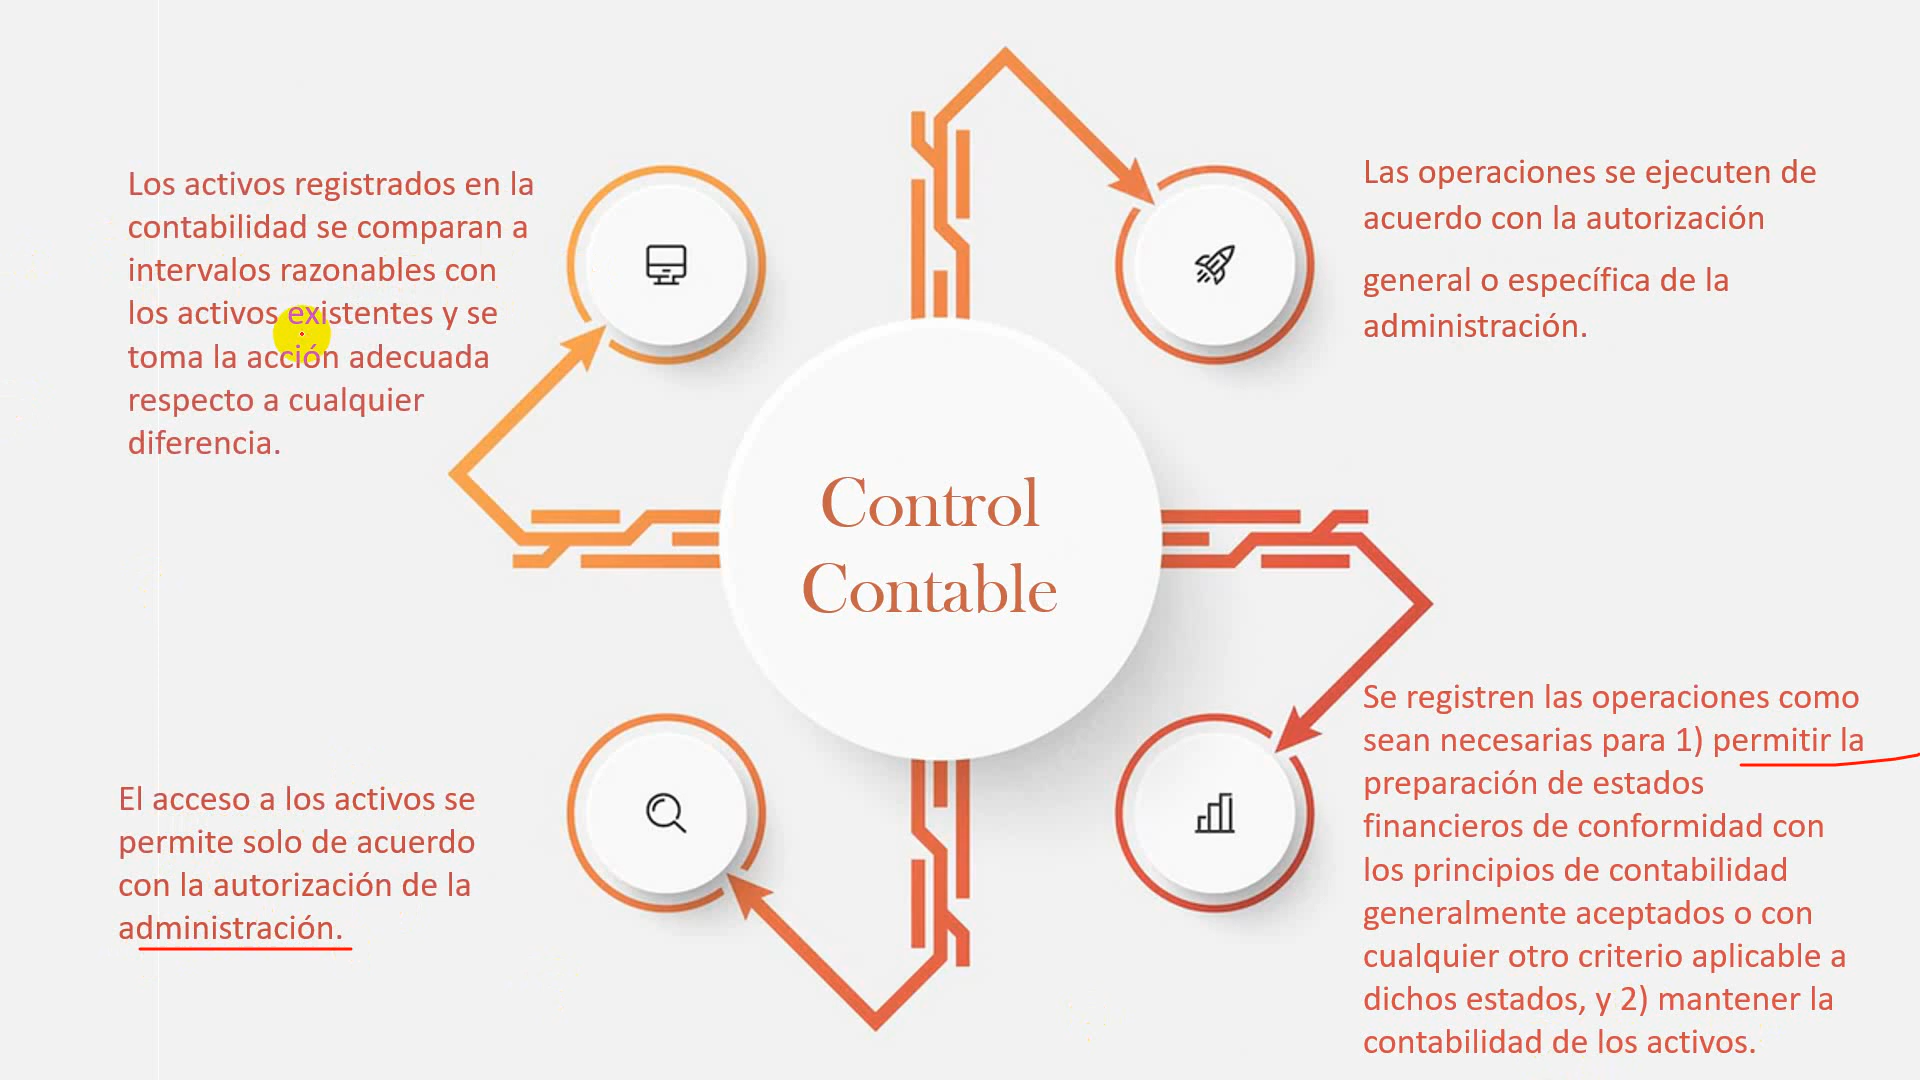 Los activos registrados en la
contabilidad se comparan a
intervalos razonables con
los activos existentes y se
toma la acción adecuada
respecto a cualquier
diferencia.
Las operaciones se ejecuten de
acuerdo con la autorización
general o específica de la
administración.
Control
Contable
El acceso a los activos se
permite solo de acuerdo
con la autorización de la
administración.
Se registren las operaciones como
sean necesarias para 1) permitir la
preparación de estados
financieros de conformidad con
los principios de contabilidad
generalmente aceptados o con
cualquier otro criterio aplicable a
dichos estados, y 2) mantener la
contabilidad de los activos.